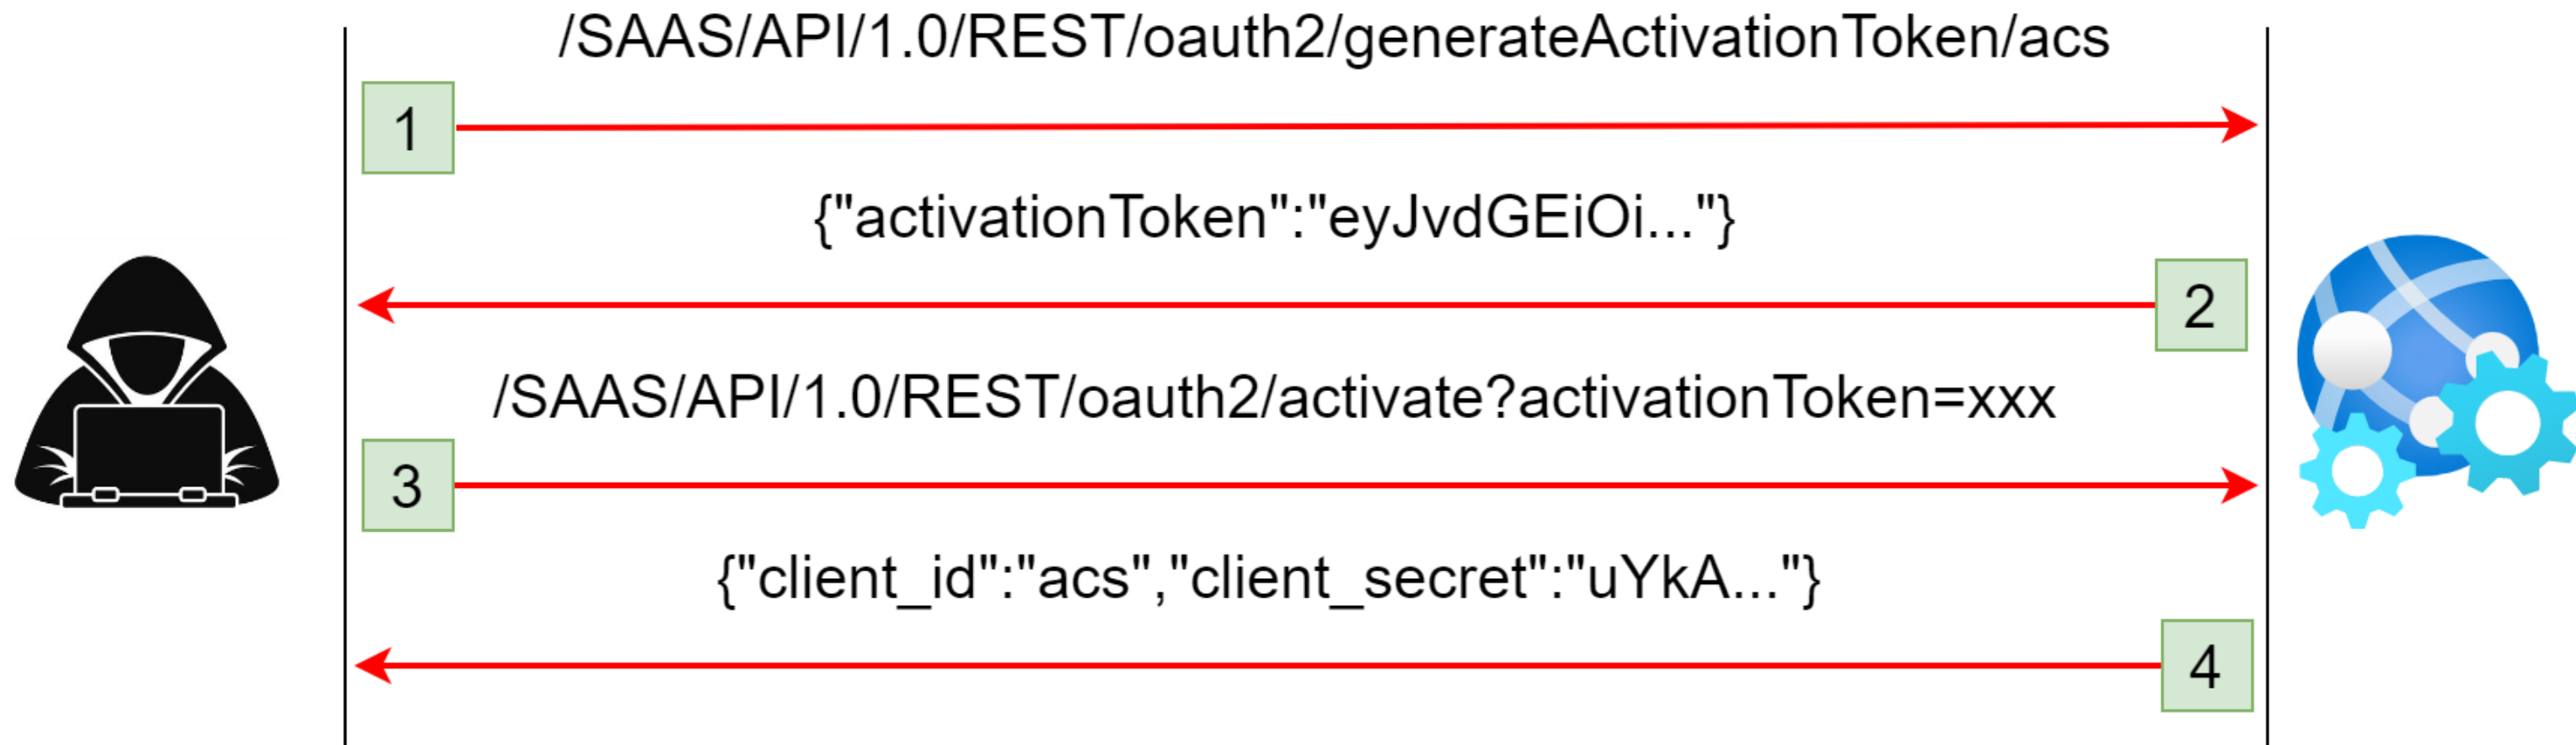 /SAAS/API/1.0/REST/oauth2/generateActivationToken/acs
1
{"activationToken":"eyJvdGEiOi..."}
2
/SAAS/API/1.0/REST/oauth2/activate?activationToken=xxx
3
{"client_id":"acs","client_secret":"uYkA..."}
4